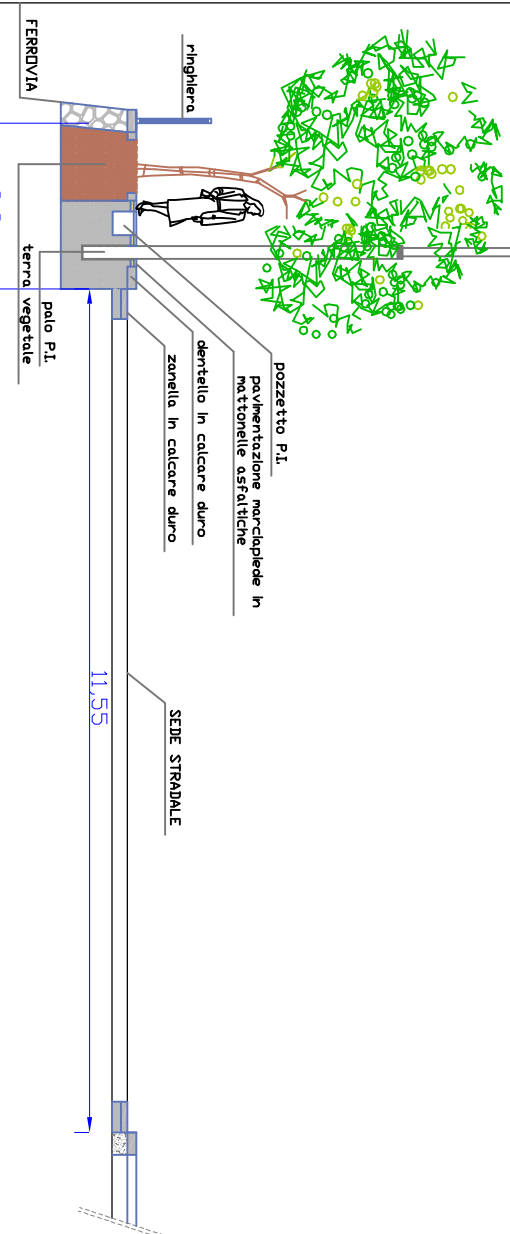 FERROVIA
ringhiera
terra vegetale
palo P.I.
pozzetto P.I.
pavimentazione marciapiede in
mattonelle asfaltiche
dentello in calcare duro
zanella in calcare duro
SEDE STRADALE
11,55